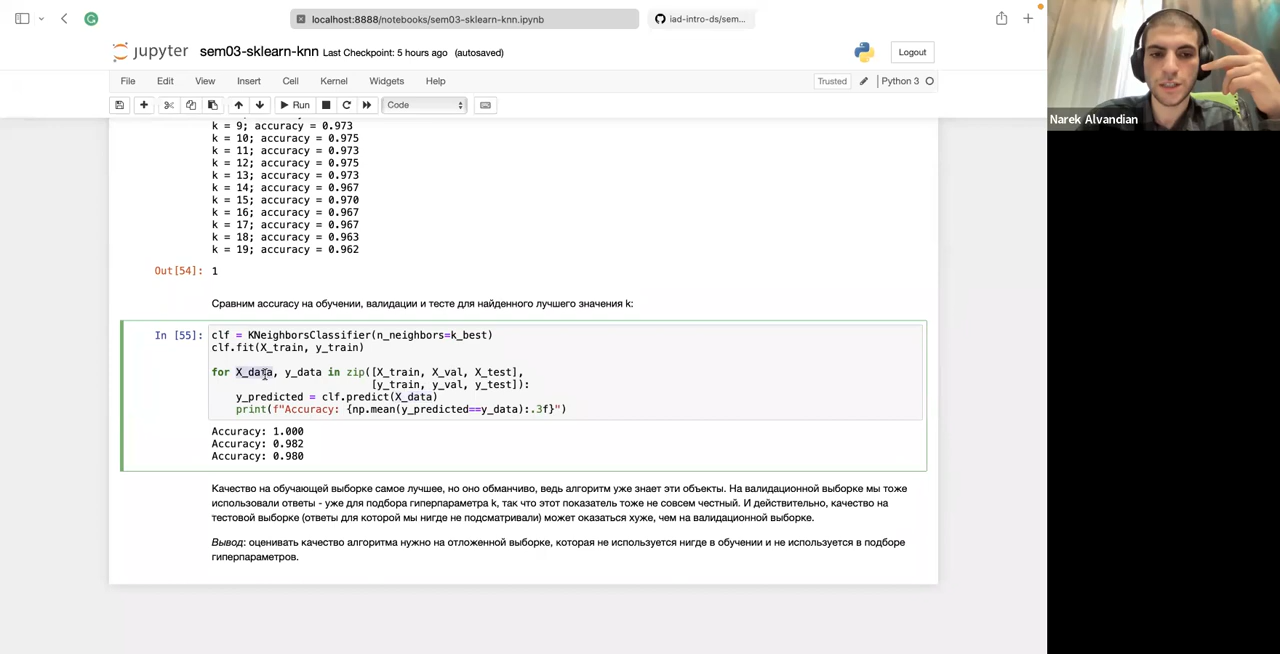 localhost:8888/notebooks/sem03-sklearn-knn.ipynb
iad-intro-ds/sem...
jupyter sem03-sklearn-knn Last Checkpoint: 5 hours ago (autosaved)
Logout
File Edit View Insert Cell Kernel Widgets Help
Trusted Python 3
Run Code
Narek Alvandian
k = 9; accuracy = 0.973
k = 10; accuracy = 0.975
k = 11; accuracy = 0.973
k = 12; accuracy = 0.975
k = 13; accuracy = 0.973
k = 14; accuracy = 0.967
k = 15; accuracy = 0.970
k = 16; accuracy = 0.967
k = 17; accuracy = 0.967
k = 18; accuracy = 0.963
k = 19; accuracy = 0.962
Out[54]: 1
Сравним accuracy на обучении, валидации и тесте для найденного лучшего значения k:
In [55]: clf = KNeighborsClassifier(n_neighbors=k_best)
clf.fit(X_train, y_train)
for X_data, y_data in zip([X_train, X_val, X_test],
[y_train, y_val, y_test]):
y_predicted = clf.predict(X_data)
print(f"Accuracy: {np.mean(y_predicted==y_data):.3f}")
Accuracy: 1.000
Accuracy: 0.982
Accuracy: 0.980
Качество на обучающей выборке самое лучшее, но оно обманчиво, ведь алгоритм уже знает эти объекты. На валидационной выборке мы тоже
использовали ответы - уже для подбора гиперпараметра k, так что этот показатель тоже не совсем честный. И действительно, качество на
тестовой выборке (ответы для которой мы нигде не подсматривали) может оказаться хуже, чем на валидационной выборке.
Вывод: оценивать качество алгоритма нужно на отложенной выборке, которая не используется нигде в обучении и не используется в подборе
гиперпараметров.